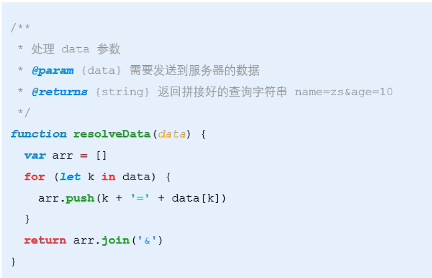 /**
 * 处理 data 参数
 * @param {data} 需要发送到服务器的数据
 * @returns {string} 返回拼接好的查询字符串 name=zs&age=10
 */
function resolveData(data) {
  var arr = []
  for (let k in data) {
    arr.push(k + '=' + data[k])
  }
  return arr.join('&')
}